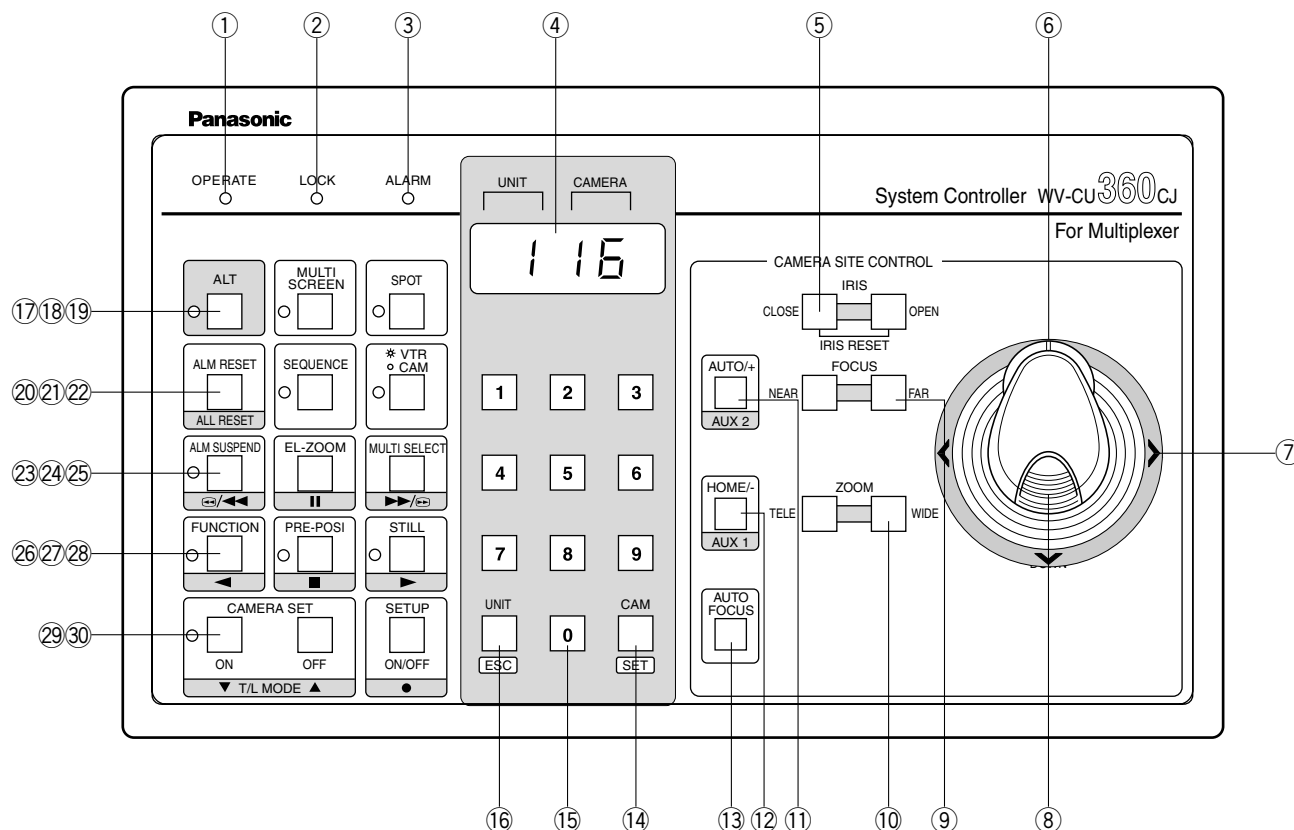 ① ② ③ ④ ⑤ ⑥
Panasonic
OPERATE LOCK ALARM
UNIT CAMERA
System Controller WV-CU360CJ
For Multiplexer
116
ALT
MULTI
SCREEN
SPOT
⑰⑱⑲
ALM RESET
ALL RESET
SEQUENCE
VTR
CAM
⑳㉑㉒
ALM SUSPEND
EL-ZOOM
MULTI SELECT
㉓㉔㉕
FUNCTION
PRE-POSI
STILL
㉖㉗㉘
CAMERA SET
ON OFF
▼ T/L MODE ▲
SETUP
ON/OFF
㉙㉚
1 2 3
4 5 6
7 8 9
UNIT
ESC
0
CAM
SET
CAMERA SITE CONTROL
IRIS
CLOSE OPEN
IRIS RESET
AUTO/+
AUX 2
FOCUS
NEAR FAR
HOME/-
AUX 1
ZOOM
TELE WIDE
AUTO
FOCUS
⑦
⑯ ⑮ ⑭ ⑬ ⑫ ⑪ ⑩ ⑨ ⑧